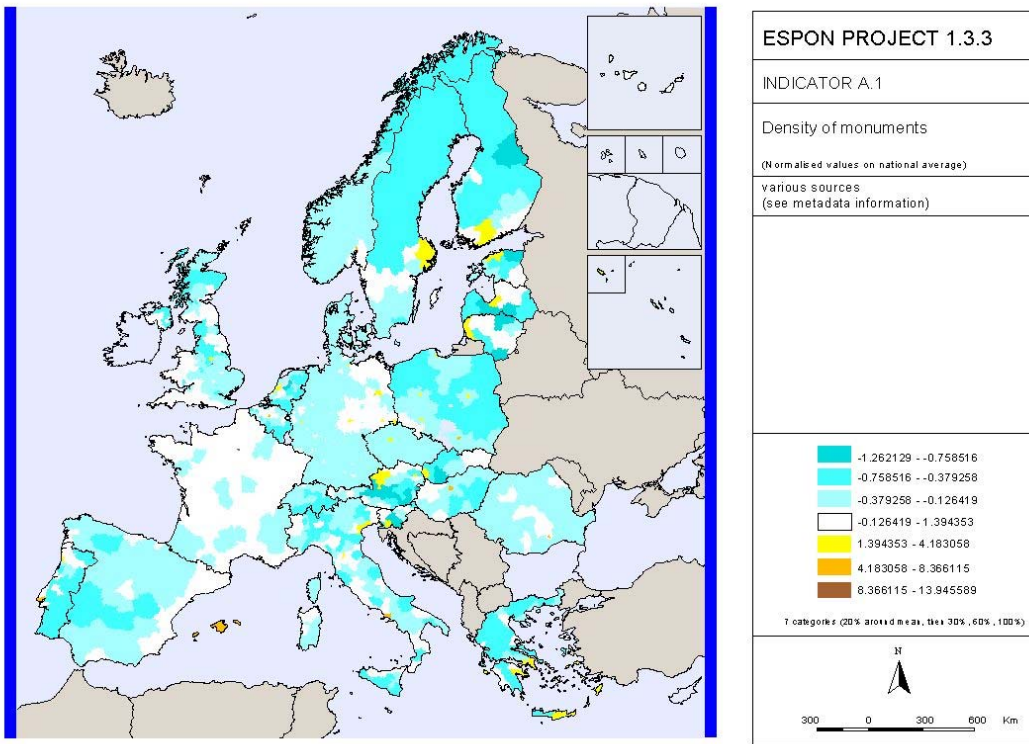 ESPON PROJECT 1.3.3
INDICATOR A.1
Density of monuments
(Normalised values on national average)
various sources
(see metadata information)
-1.262129 - -0.758516
-0.758516 - -0.379258
-0.379258 - -0.126419
-0.126419 - 1.394353
1.394353 - 4.183058
4.183058 - 8.366115
8.366115 - 13.945589
7 categories (20% around mean, then 30%, 60%, 100%)
N
300 0 300 600 Km